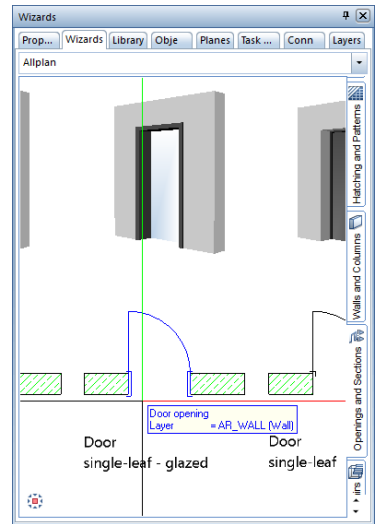 Wizards
Prop...
Wizards
Library
Obje
Planes
Task ...
Conn
Layers
Allplan
Hatching and Patterns
Walls and Columns
Openings and Sections
irs
Door opening
Layer = AR_WALL (Wall)
Door
single-leaf - glazed
Door
single-leaf